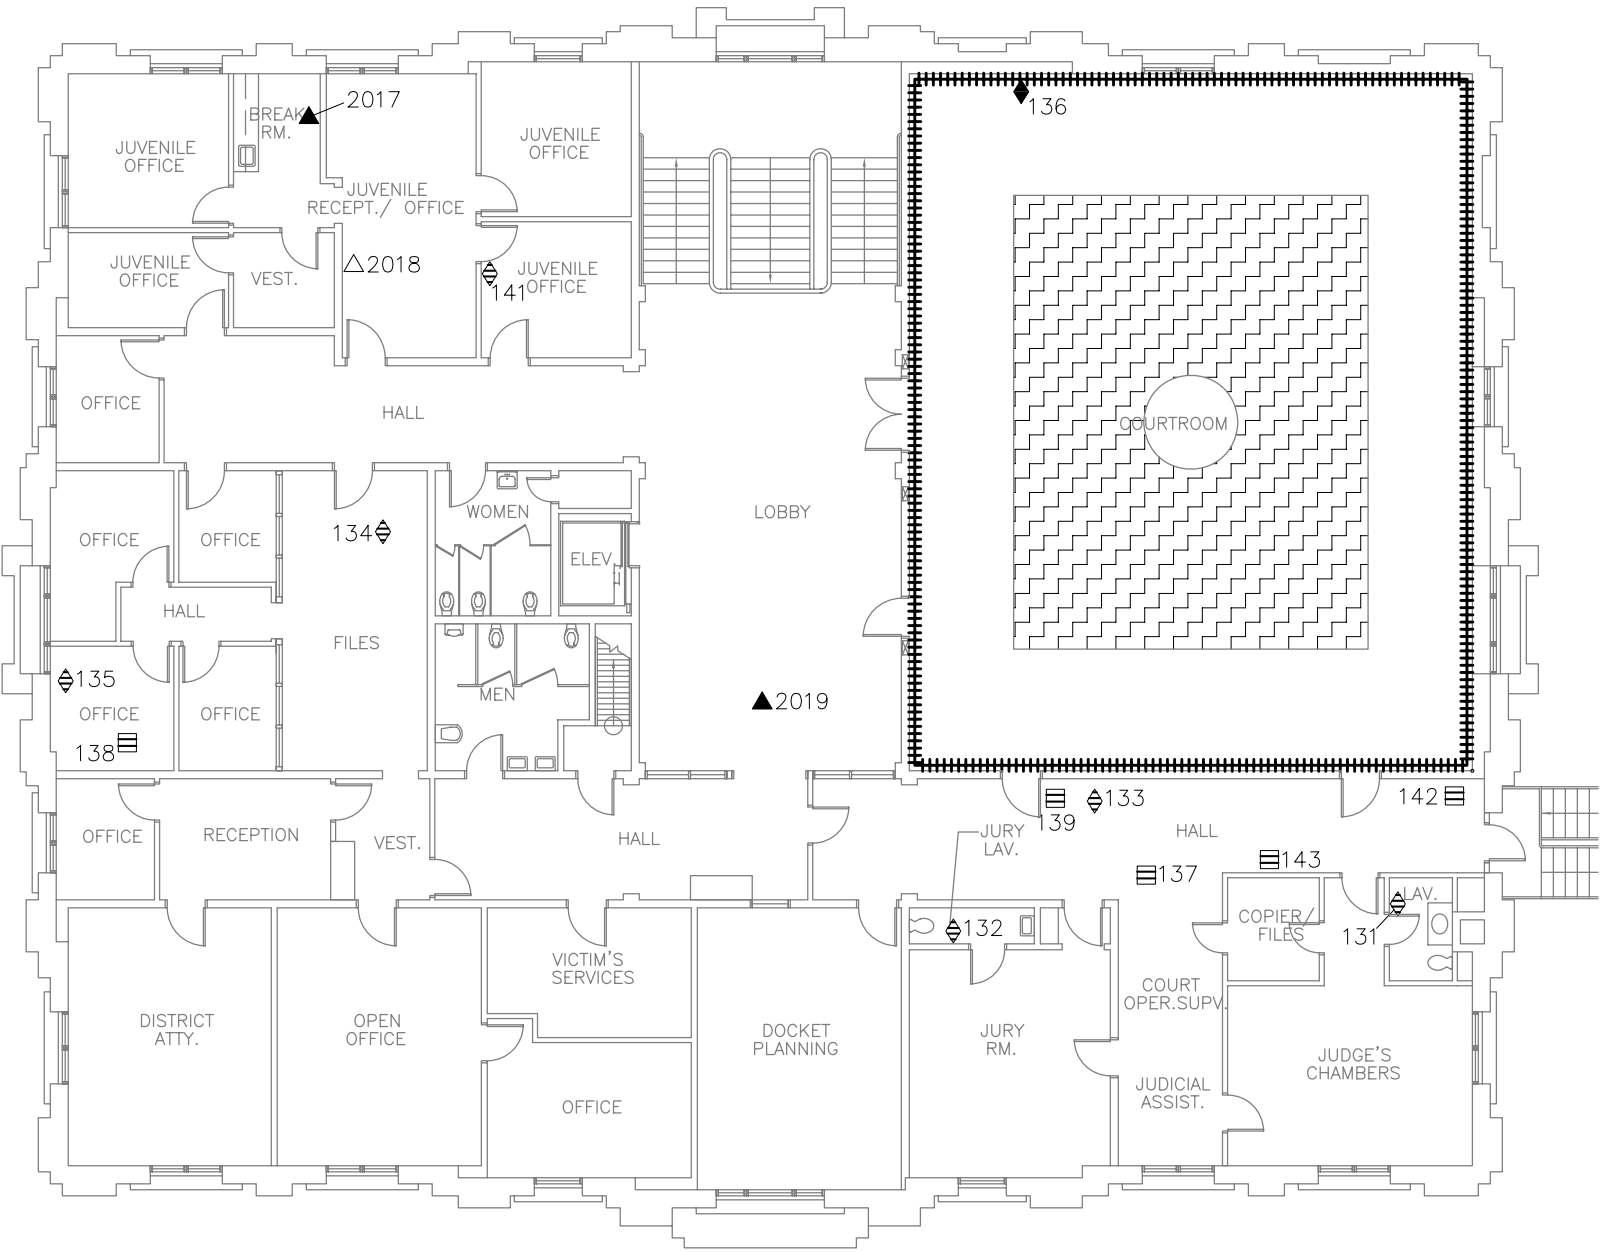 136
BREAK
RM.
2017
JUVENILE
OFFICE
JUVENILE
OFFICE
JUVENILE
RECEPT./ OFFICE
JUVENILE
OFFICE
VEST.
2018
141
JUVENILE
OFFICE
OFFICE
HALL
COURTROOM
OFFICE
OFFICE
134
WOMEN
ELEV.
LOBBY
HALL
FILES
135
OFFICE
138
OFFICE
MEN
2019
OFFICE
RECEPTION
VEST.
HALL
139
133
142
JURY
LAV.
HALL
137
143
COPIER/
FILES
LAV.
131
132
VICTIM'S
SERVICES
COURT
OPER.SUPV.
DISTRICT
ATTY.
OPEN
OFFICE
DOCKET
PLANNING
JURY
RM.
JUDGE'S
CHAMBERS
JUDICIAL
ASSIST.
OFFICE